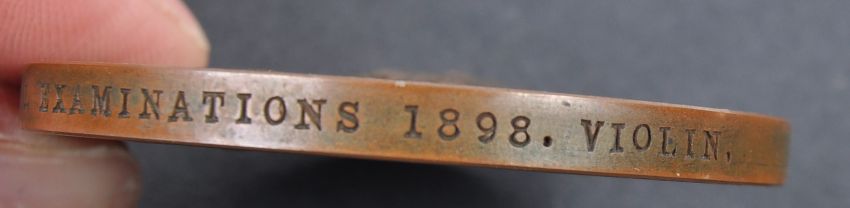 EXAMINATIONS 1898. VIOLIN.